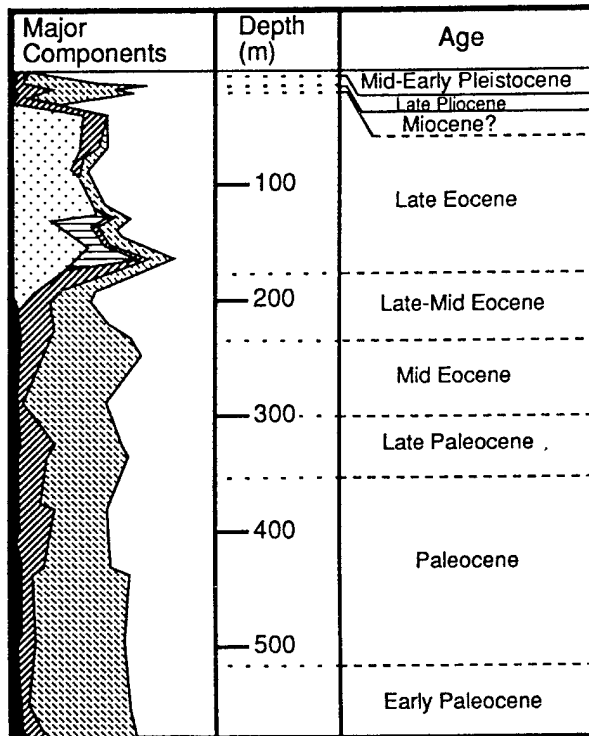 Major
Components
Depth
(m)
Age
Mid-Early Pleistocene
Late Pliocene
Miocene?
100
Late Eocene
200
Late-Mid Eocene
Mid Eocene
300
Late Paleocene
400
Paleocene
500
Early Paleocene